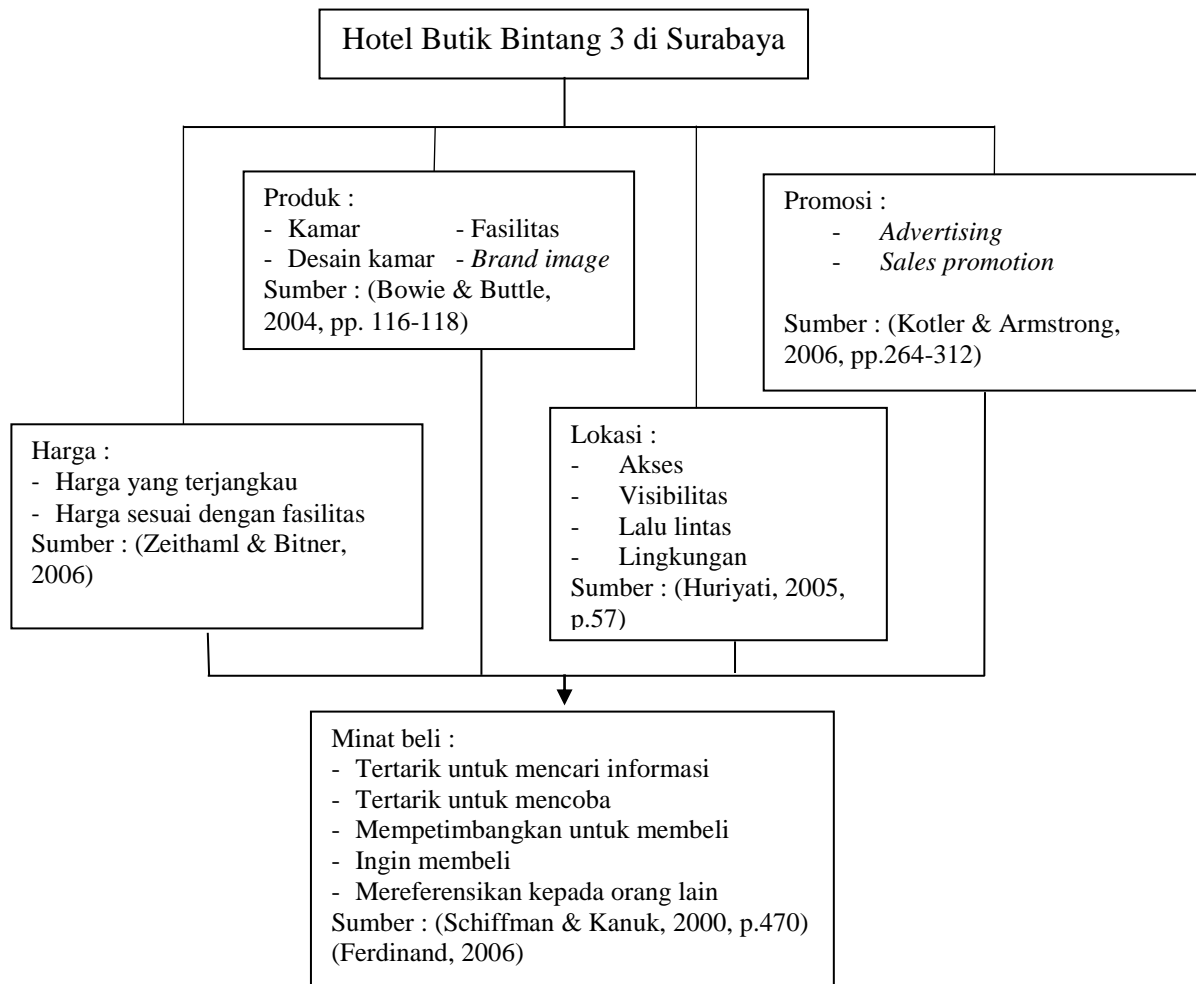 Hotel Butik Bintang 3 di Surabaya
Produk :
- Kamar - Fasilitas
- Desain kamar - Brand image
Sumber : (Bowie & Buttle,
2004, pp. 116-118)
Promosi :
- Advertising
- Sales promotion
Sumber : (Kotler & Armstrong,
2006, pp.264-312)
Harga :
- Harga yang terjangkau
- Harga sesuai dengan fasilitas
Sumber : (Zeithaml & Bitner,
2006)
Lokasi :
- Akses
- Visibilitas
- Lalu lintas
- Lingkungan
Sumber : (Huriyati, 2005,
p.57)
Minat beli :
- Tertarik untuk mencari informasi
- Tertarik untuk mencoba
- Mempetimbangkan untuk membeli
- Ingin membeli
- Mereferensikan kepada orang lain
Sumber : (Schiffman & Kanuk, 2000, p.470)
(Ferdinand, 2006)